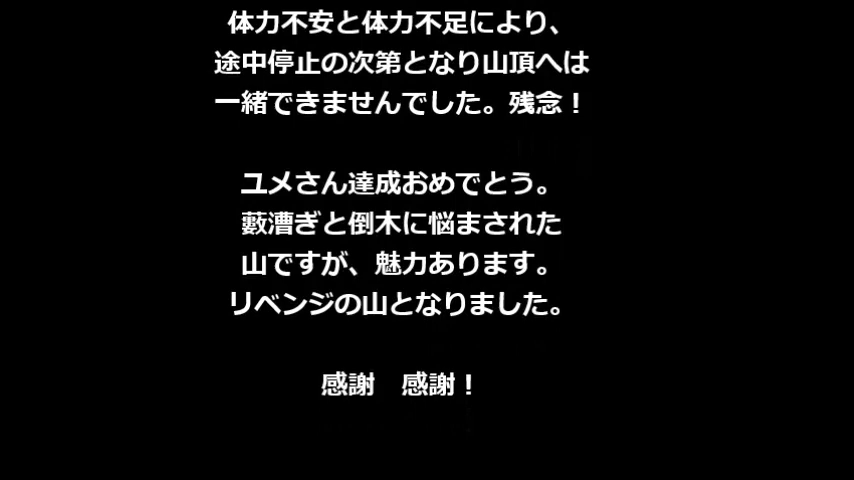 体力不安と体力不足により、
途中停止の次第となり山頂へは
一緒できませんでした。残念！
ユメさん達成おめでとう。
藪漕ぎと倒木に悩まされた
山ですが、魅力あります。
リベンジの山となりました。
感謝　感謝！